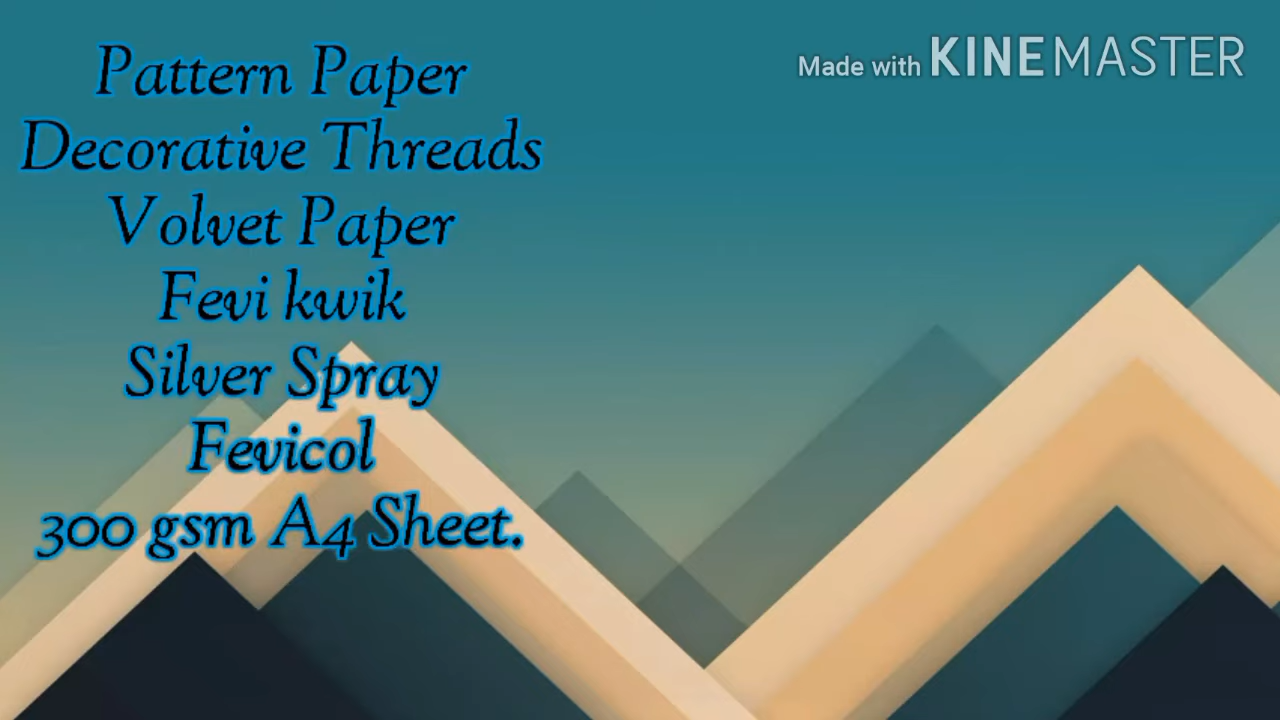 Pattern Paper
Decorative Threads
Volvet Paper
Fevi kwik
Silver Spray
Fevicol
300 gsm A4 Sheet.
Made with KINEMASTER